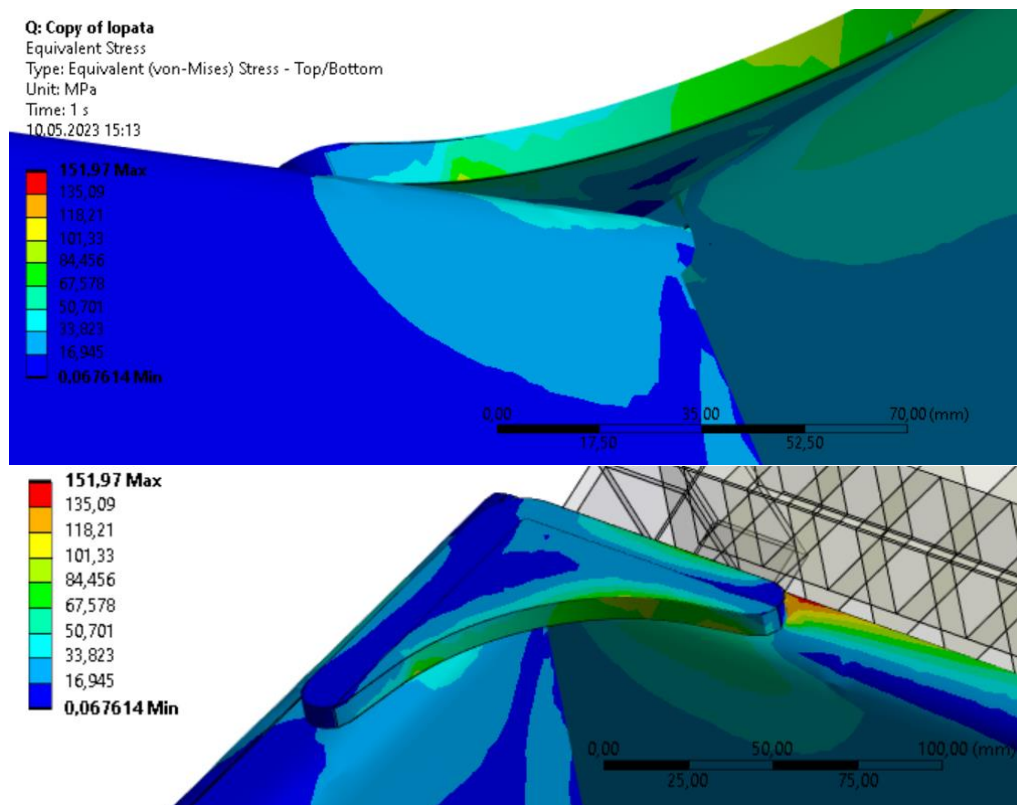 Q: Copy of lopata
Equivalent Stress
Type: Equivalent (von-Mises) Stress - Top/Bottom
Unit: MPa
Time: 1 s
10.05.2023 15:13
151,97 Max
135,09
118,21
101,33
84,456
67,578
50,701
33,823
16,945
0,067614 Min
0,00
35,00
70,00 (mm)
17,50
52,50
151,97 Max
135,09
118,21
101,33
84,456
67,578
50,701
33,823
16,945
0,067614 Min
0,00
50,00
100,00 (mm)
25,00
75,00